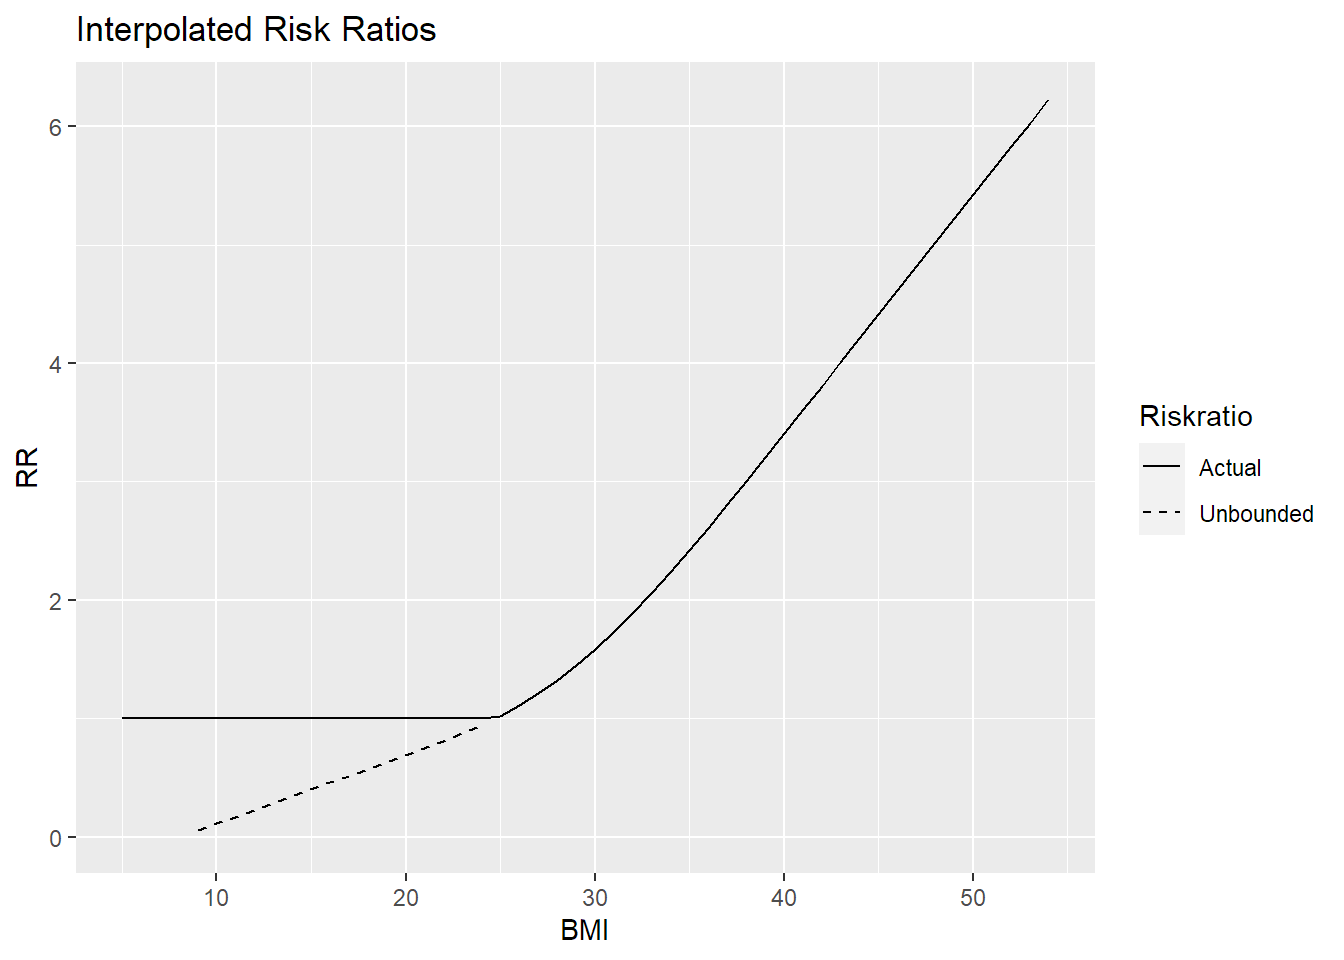 Interpolated Risk Ratios
RR
6
4
2
0
10 20 30 40 50
BMI
Riskratio
Actual
Unbounded